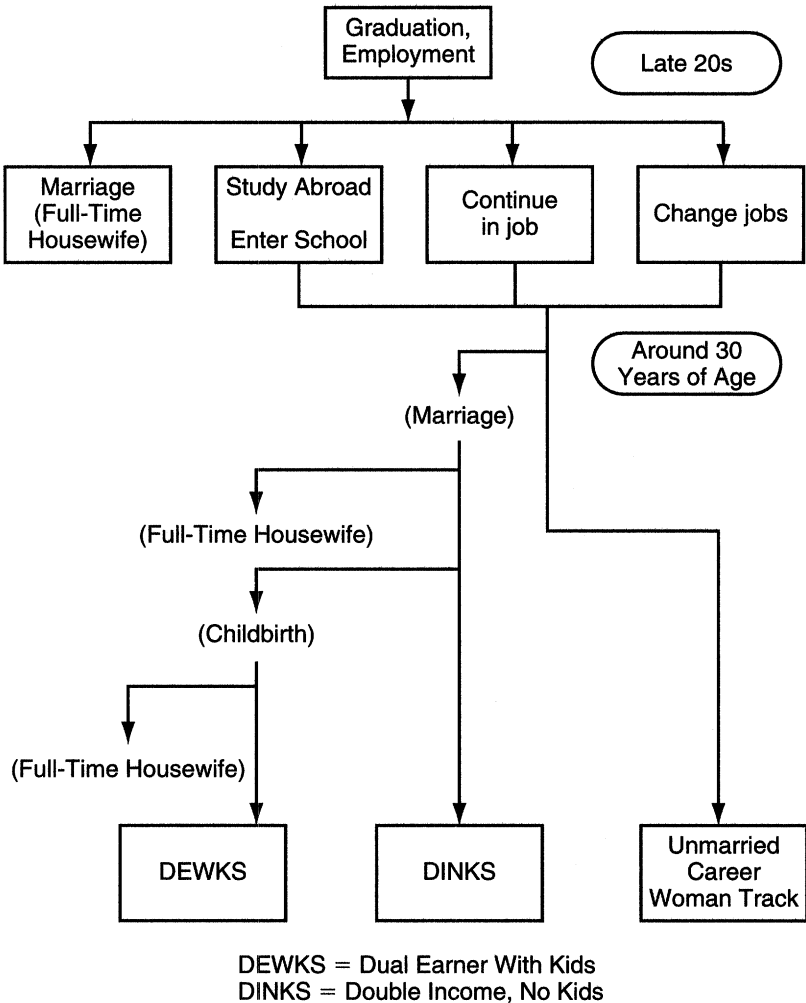 Graduation,
Employment
Late 20s
Marriage
(Full-Time
Housewife)
Study Abroad
Enter School
Continue
in job
Change jobs
Around 30
Years of Age
(Marriage)
(Full-Time Housewife)
(Childbirth)
(Full-Time Housewife)
DEWKS
DINKS
Unmarried
Career
Woman Track
DEWKS = Dual Earner With Kids
DINKS = Double Income, No Kids